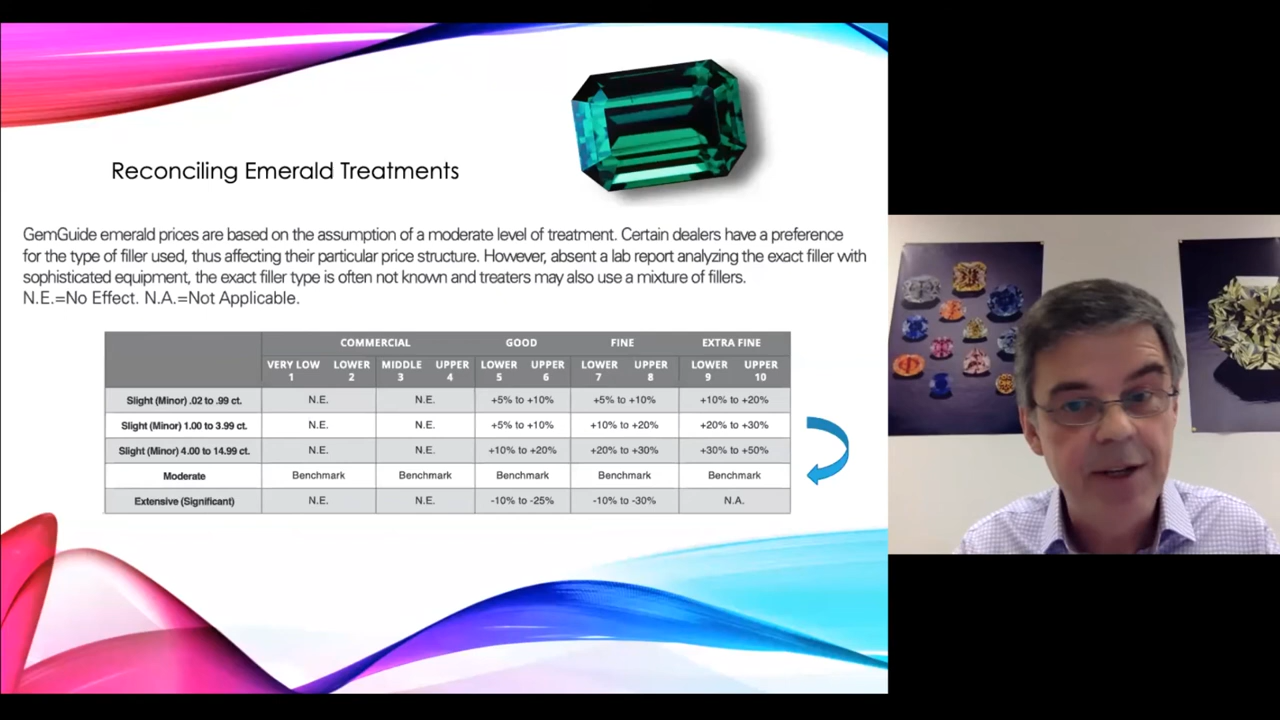 Reconciling Emerald Treatments
GemGuide emerald prices are based on the assumption of a moderate level of treatment. Certain dealers have a preference
for the type of filler used, thus affecting their particular price structure. However, absent a lab report analyzing the exact filler with
sophisticated equipment, the exact filler type is often not known and treaters may also use a mixture of fillers.
N.E.=No Effect. N.A.=Not Applicable.
COMMERCIAL GOOD FINE EXTRA FINE
VERY LOW LOWER MIDDLE UPPER LOWER UPPER LOWER UPPER LOWER UPPER
1 2 3 4 5 6 7 8 9 10
Slight (Minor) .02 to .99 ct. N.E. N.E. +5% to +10% +5% to +10% +10% to +20%
Slight (Minor) 1.00 to 3.99 ct. N.E. N.E. +5% to +10% +10% to +20% +20% to +30%
Slight (Minor) 4.00 to 14.99 ct. N.E. N.E. +10% to +20% +20% to +30% +30% to +50%
Moderate Benchmark Benchmark Benchmark Benchmark Benchmark
Extensive (Significant) N.E. N.E. -10% to -25% -10% to -30% N.A.